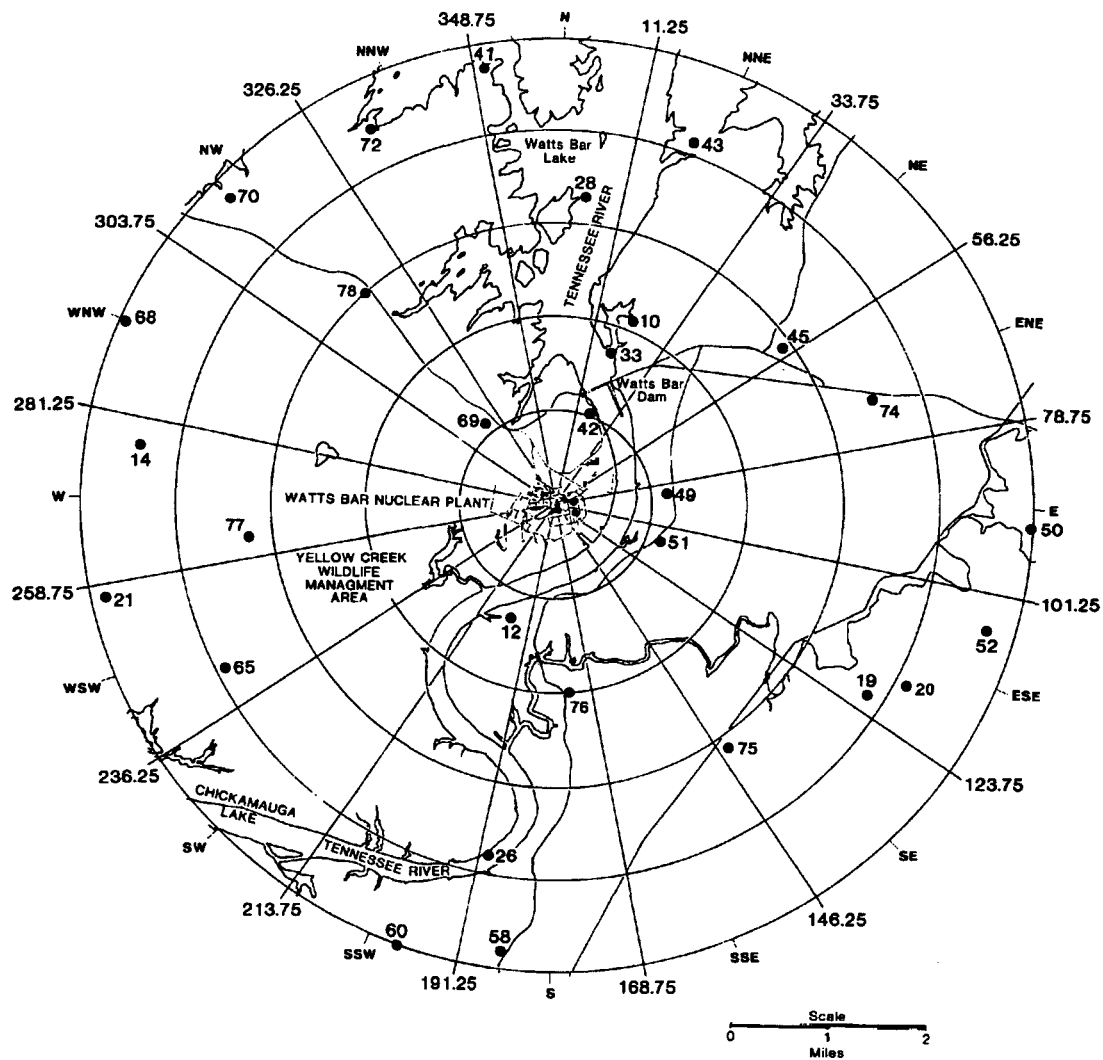 348.75
N
11.25
NNW
41
NNE
326.25
33.75
72
43
Watts Bar
Lake
NW
NE
70
28
TENNESSEE RIVER
303.75
56.25
78
WNW
68
10
45
ENE
33
Watts Bar
Dam
74
281.25
69
42
78.75
14
W
WATTS BAR NUCLEAR PLANT
49
E
50
77
51
YELLOW CREEK
WILDLIFE
MANAGMENT
AREA
258.75
21
101.25
12
52
65
19
20
WSW
ESE
76
75
236.25
123.75
CHICKAMAUGA
LAKE
SW
TENNESSEE RIVER
26
SE
213.75
146.25
60
58
SSW
SSE
191.25
168.75
S
Scale
0 1 2
Miles